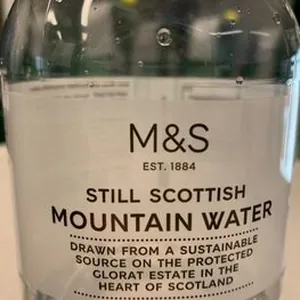 M&S
EST. 1884
STILL SCOTTISH
MOUNTAIN WATER
DRAWN FROM A SUSTAINABLE
SOURCE ON THE PROTECTED
GLORAT ESTATE IN THE
HEART OF SCOTLAND